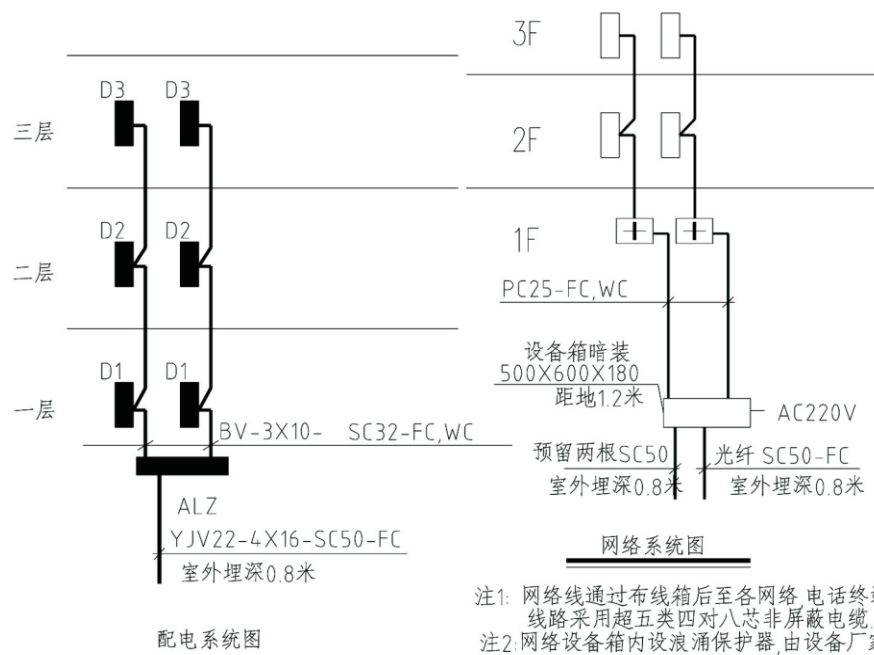 D3 D3
三层
D2 D2
二层
D1 D1
一层
BV-3X10- SC32-FC,WC
ALZ
YJV22-4X16-SC50-FC
室外埋深0.8米
配电系统图
3F
2F
1F
PC25-FC,WC
设备箱暗装
500X600X180
距地1.2米
AC220V
预留两根SC50 光纤 SC50-FC
室外埋深0.8米 室外埋深0.8米
网络系统图
注1: 网络线通过布线箱后至各网络,电话终
线路采用超五类四对八芯非屏蔽电缆.
注2:网络设备箱内设浪涌保护器,由设备厂